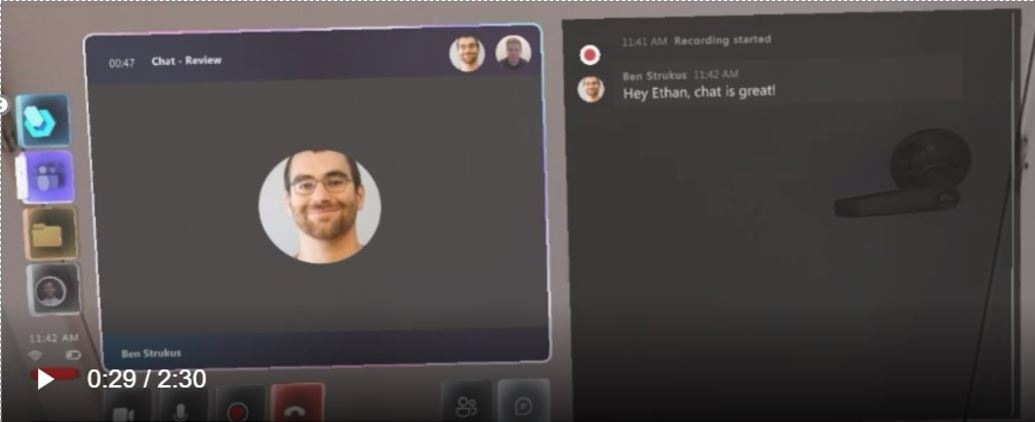 00:47 Chat - Review
11:41 AM Recording started
Ben Strukus 11:42 AM
Hey Ethan, chat is great!
11:42 AM
Ben Strukus
0:29 / 2:30